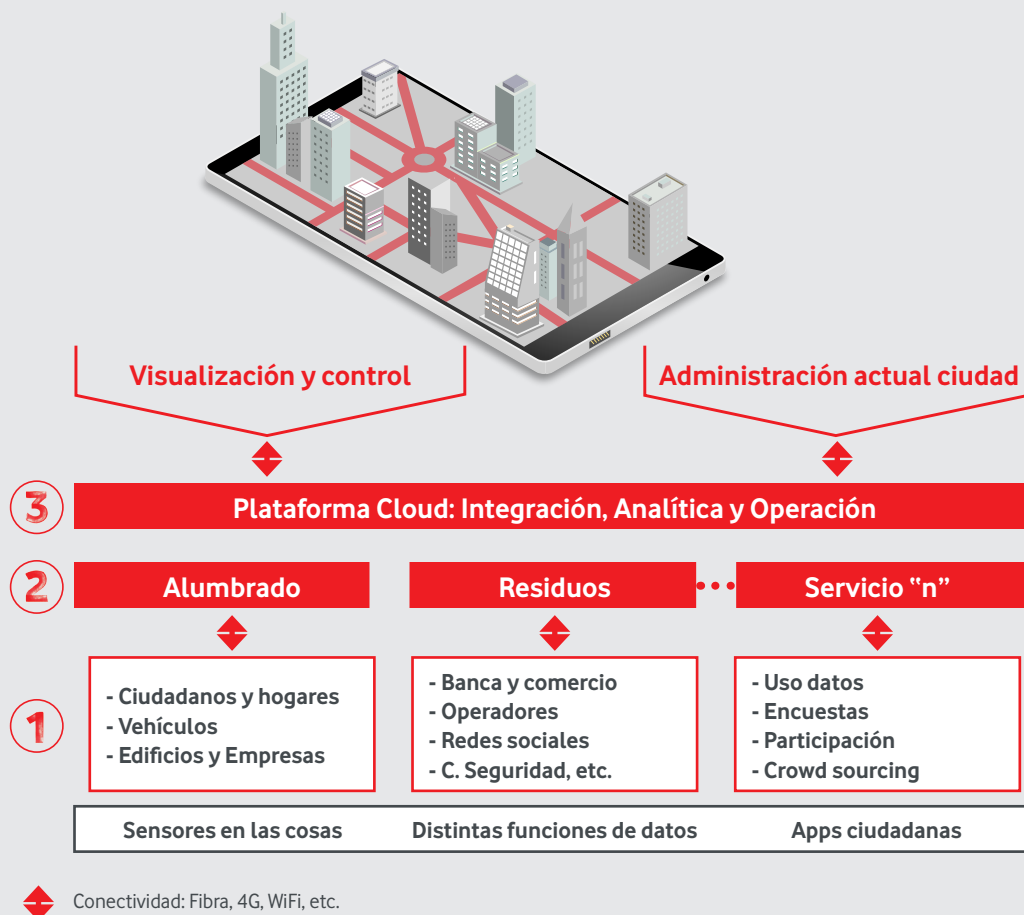 Visualización y control
Administración actual ciudad
3
Plataforma Cloud: Integración, Analítica y Operación
2
Alumbrado
Residuos
Servicio “n”
1
- Ciudadanos y hogares
- Vehículos
- Edificios y Empresas
- Banca y comercio
- Operadores
- Redes sociales
- C. Seguridad, etc.
- Uso datos
- Encuestas
- Participación
- Crowd sourcing
Sensores en las cosas
Distintas funciones de datos
Apps ciudadanas
Conectividad: Fibra, 4G, WiFi, etc.